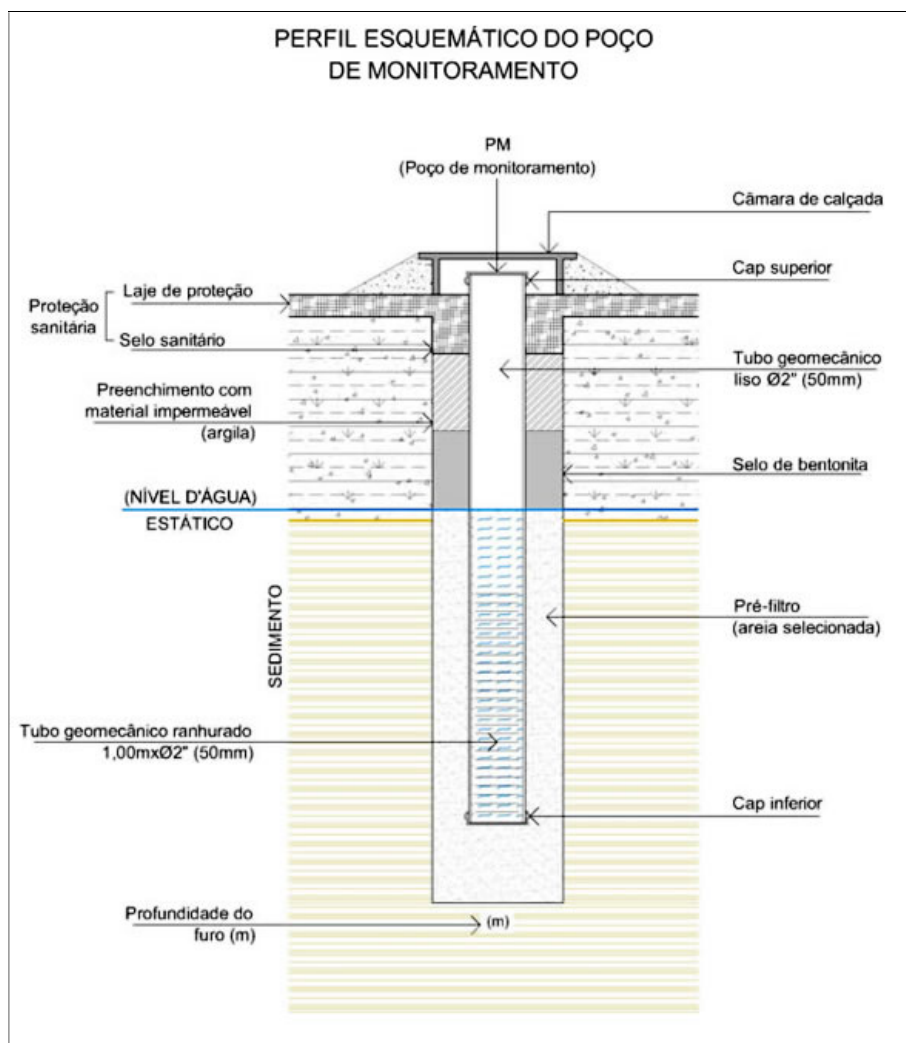 PERFIL ESQUEMÁTICO DO POÇO
DE MONITORAMENTO
PM
(Poço de monitoramento)
Câmara de calçada
Cap superior
Laje de proteção
Proteção
sanitária
Selo sanitário
Tubo geomecânico
liso Ø2" (50mm)
Preenchimento com
material impermeável
(argila)
Selo de bentonita
(NÍVEL D'ÁGUA)
ESTÁTICO
SEDIMENTO
Pré-filtro
(areia selecionada)
Tubo geomecânico ranhurado
1,00mxØ2" (50mm)
Cap inferior
Profundidade do
furo (m)
(m)